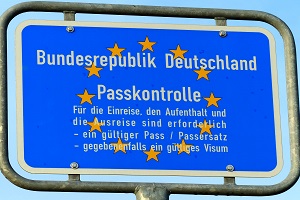 Bundesrepublik Deutschland
Passkontrolle
Für die Einreise, den Aufenthalt und
die Ausreise sind erforderlich
– ein gültiger Pass / Passersatz
– gegebenenfalls ein gültiges Visum